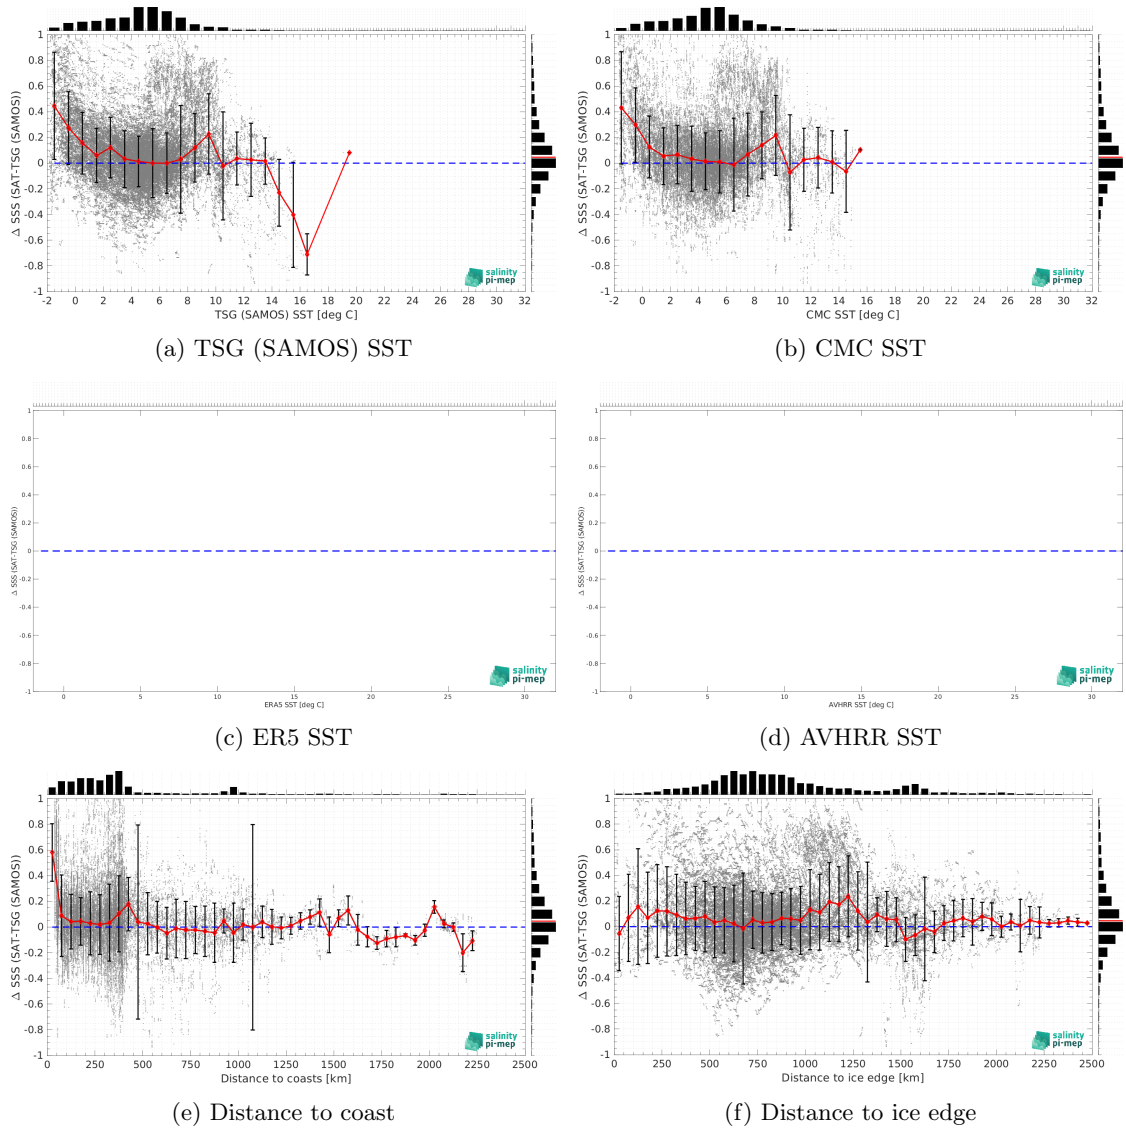 1
0.8
0.6
0.4
0.2
0
-0.2
-0.4
-0.6
-0.8
-1
Δ SSS (SAT-TSG (SAMOS))
salinity
pi-mep
-2 0 2 4 6 8 10 12 14 16 18 20 22 24 26 28 30 32
TSG (SAMOS) SST [deg C]
(a) TSG (SAMOS) SST
1
0.8
0.6
0.4
0.2
0
-0.2
-0.4
-0.6
-0.8
-1
Δ SSS (SAT-TSG (SAMOS))
salinity
pi-mep
-2 0 2 4 6 8 10 12 14 16 18 20 22 24 26 28 30 32
CMC SST [deg C]
(b) CMC SST
1
0.8
0.6
0.4
0.2
0
-0.2
-0.4
-0.6
-0.8
-1
Δ SSS (SAT-TSG (SAMOS))
salinity
pi-mep
0 5 10 15 20 25 30
ERA5 SST [deg C]
(c) ER5 SST
1
0.8
0.6
0.4
0.2
0
-0.2
-0.4
-0.6
-0.8
-1
Δ SSS (SAT-TSG (SAMOS))
salinity
pi-mep
0 5 10 15 20 25 30
AVHRR SST [deg C]
(d) AVHRR SST
1
0.8
0.6
0.4
0.2
0
-0.2
-0.4
-0.6
-0.8
-1
Δ SSS (SAT-TSG (SAMOS))
salinity
pi-mep
0 250 500 750 1000 1250 1500 1750 2000 2250 2500
Distance to coasts [km]
(e) Distance to coast
1
0.8
0.6
0.4
0.2
0
-0.2
-0.4
-0.6
-0.8
-1
Δ SSS (SAT-TSG (SAMOS))
salinity
pi-mep
0 250 500 750 1000 1250 1500 1750 2000 2250 2500
Distance to ice edge [km]
(f) Distance to ice edge